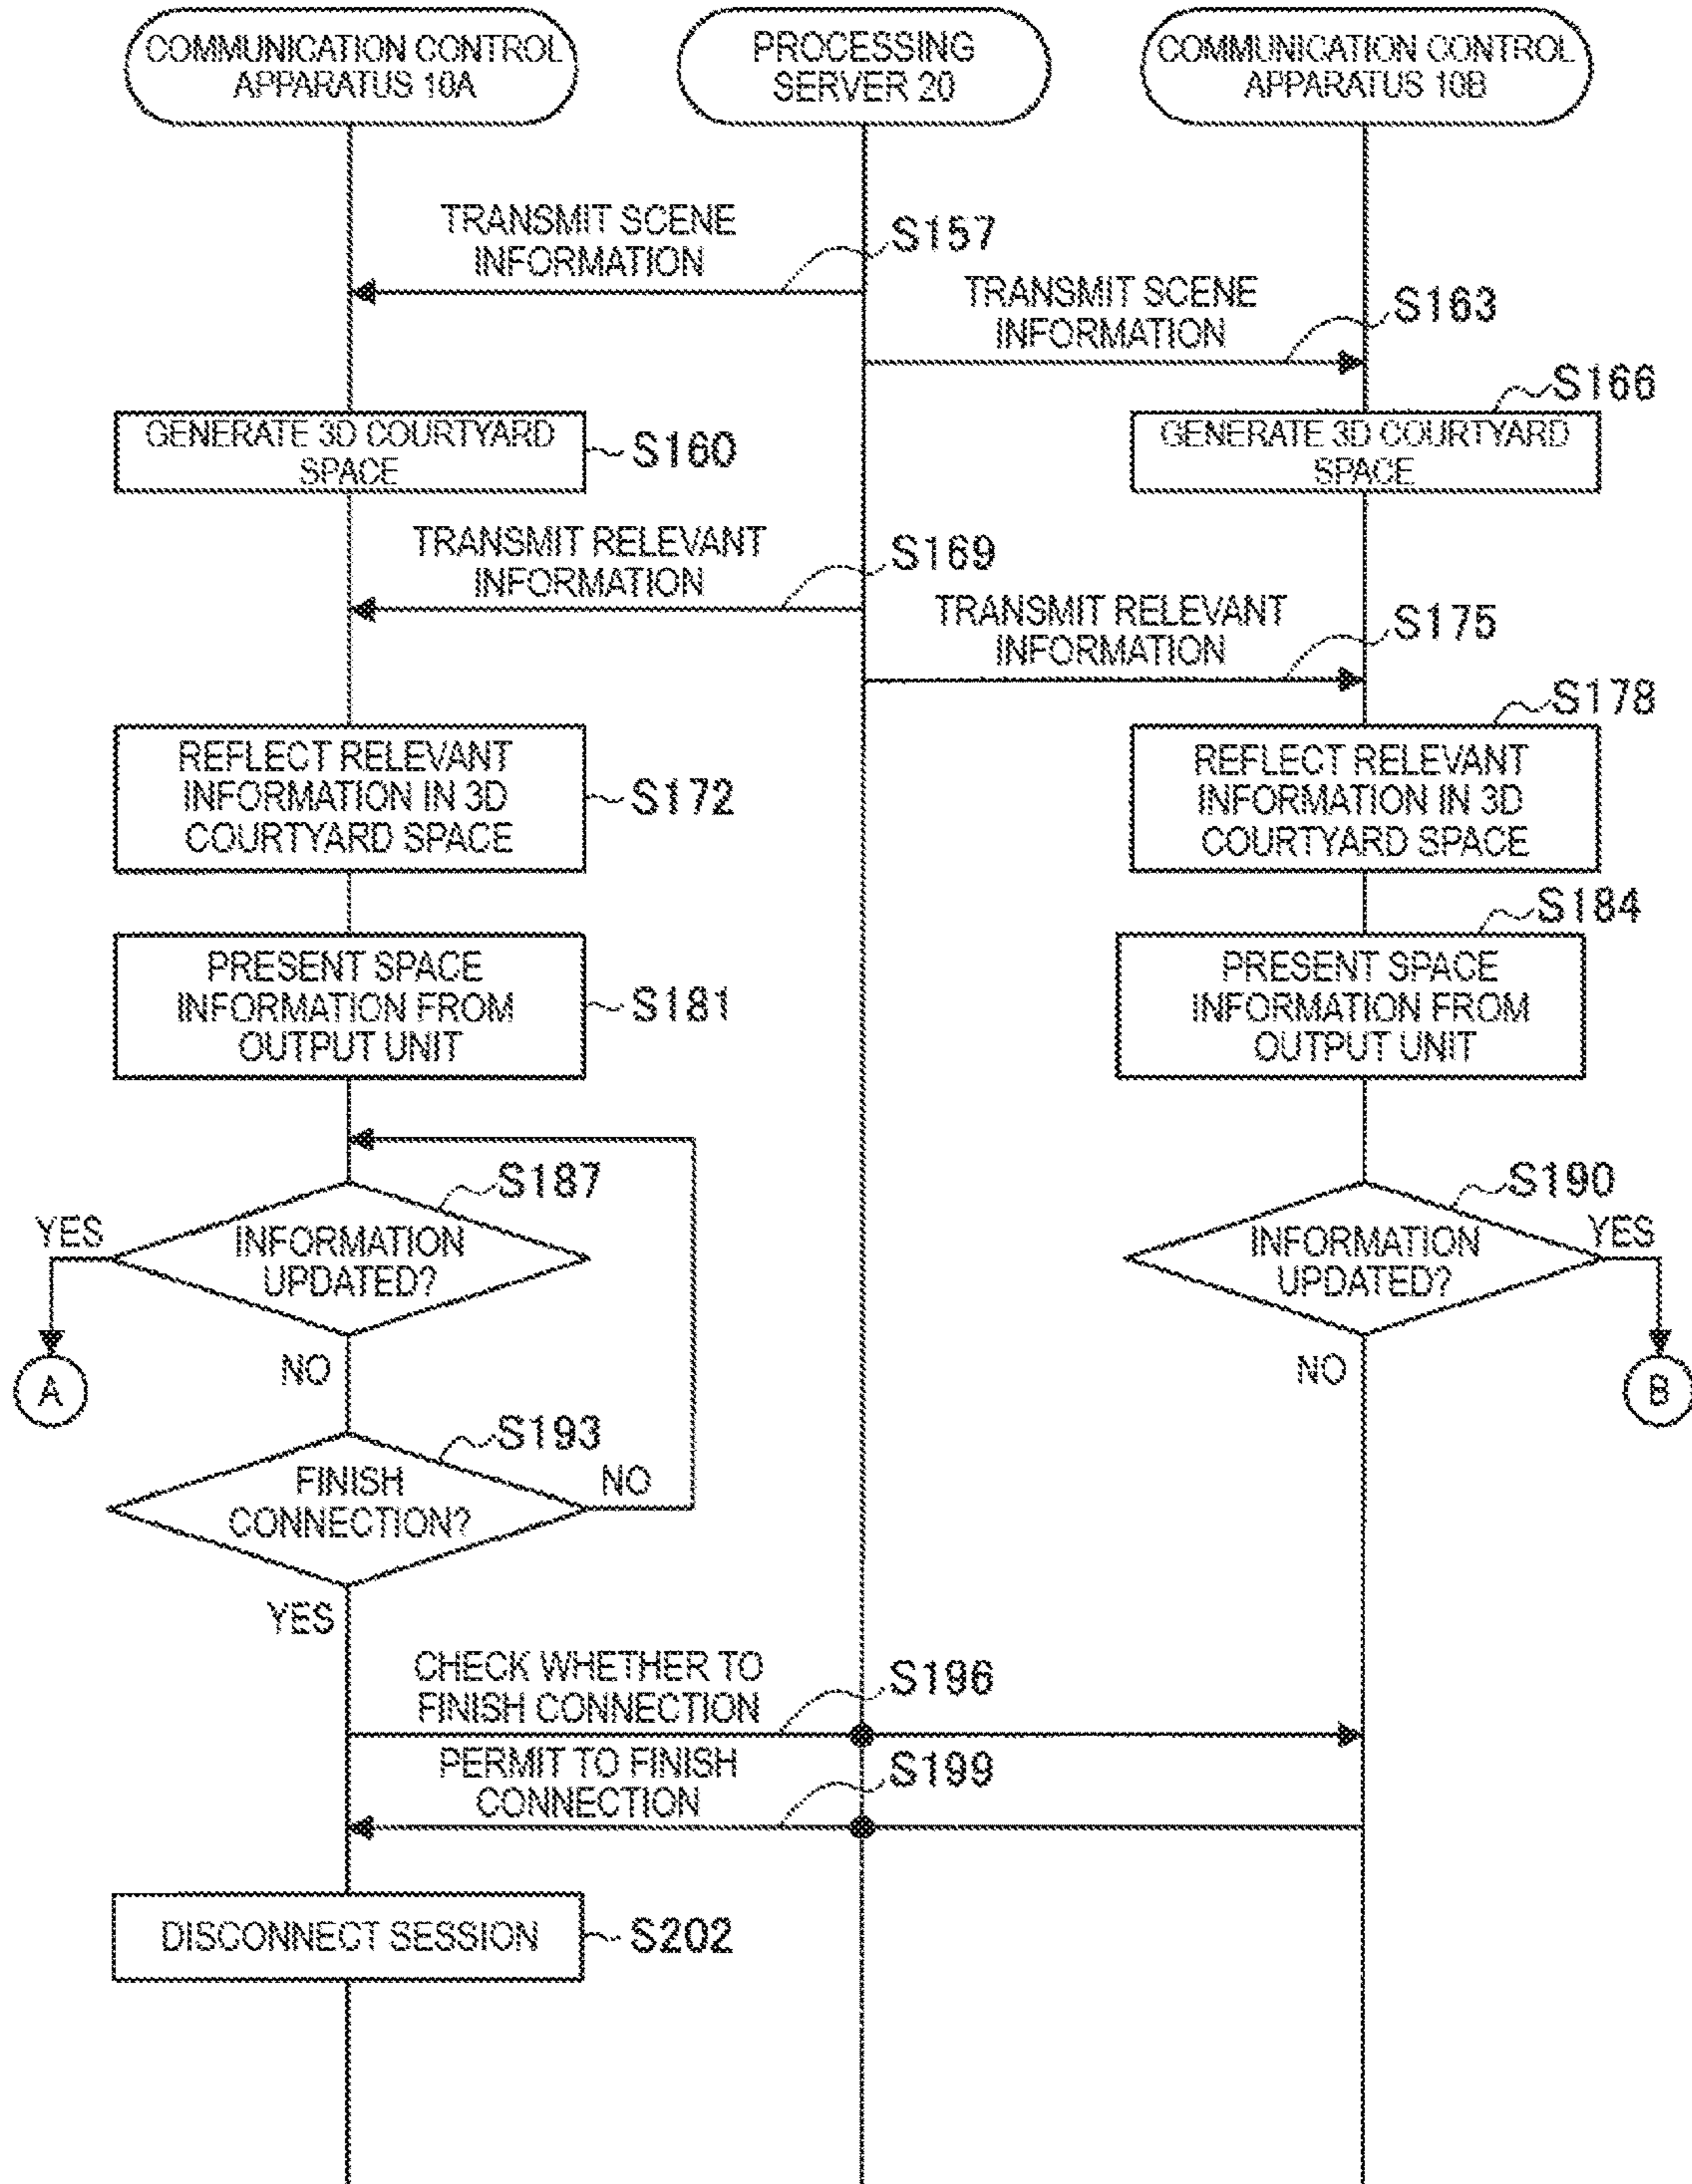 COMMUNICATION CONTROL
APPARATUS 10A
PROCESSING
SERVER 20
COMMUNICATION CONTROL
APPARATUS 10B
TRANSMIT SCENE
INFORMATION
S157
TRANSMIT SCENE
INFORMATION
S163
S166
GENERATE 3D COURTYARD
SPACE
S160
GENERATE 3D COURTYARD
SPACE
TRANSMIT RELEVANT
INFORMATION
S169
TRANSMIT RELEVANT
INFORMATION
S175
S178
REFLECT RELEVANT
INFORMATION IN 3D
COURTYARD SPACE
S172
REFLECT RELEVANT
INFORMATION IN 3D
COURTYARD SPACE
S184
PRESENT SPACE
INFORMATION FROM
OUTPUT UNIT
S181
PRESENT SPACE
INFORMATION FROM
OUTPUT UNIT
S187
YES
INFORMATION
UPDATED?
NO
A
S190
YES
INFORMATION
UPDATED?
NO
B
S193
FINISH
CONNECTION?
NO
YES
CHECK WHETHER TO
FINISH CONNECTION
S196
PERMIT TO FINISH
CONNECTION
S199
DISCONNECT SESSION
S202